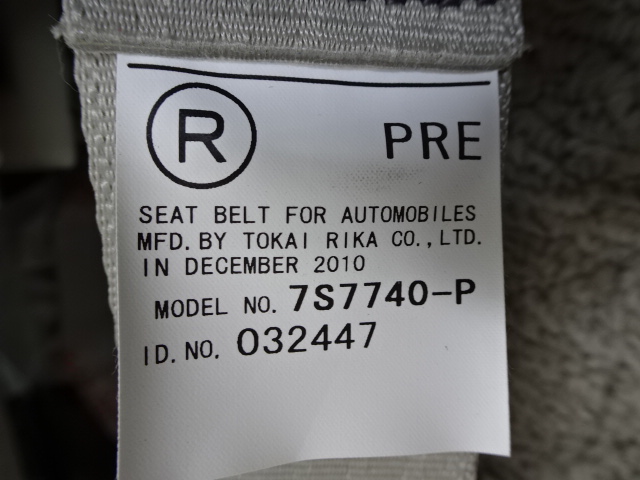 R PRE
SEAT BELT FOR AUTOMOBILES
MFD. BY TOKAI RIKA CO., LTD.
IN DECEMBER 2010
MODEL NO. 7S7740-P
ID. NO. 032447